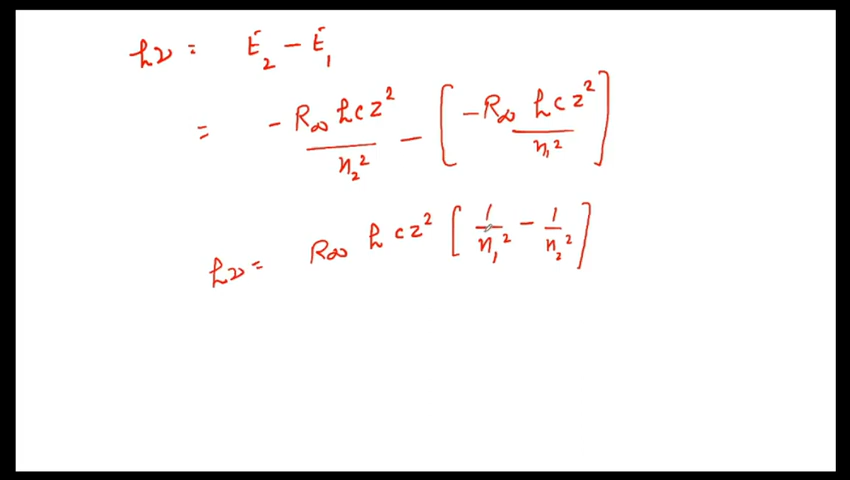 hν = E₂ − E₁
= −R∞hcz²/n₂² − [−R∞hcz²/n₁²]
hν = R∞hcz² [1/n₁² − 1/n₂²]